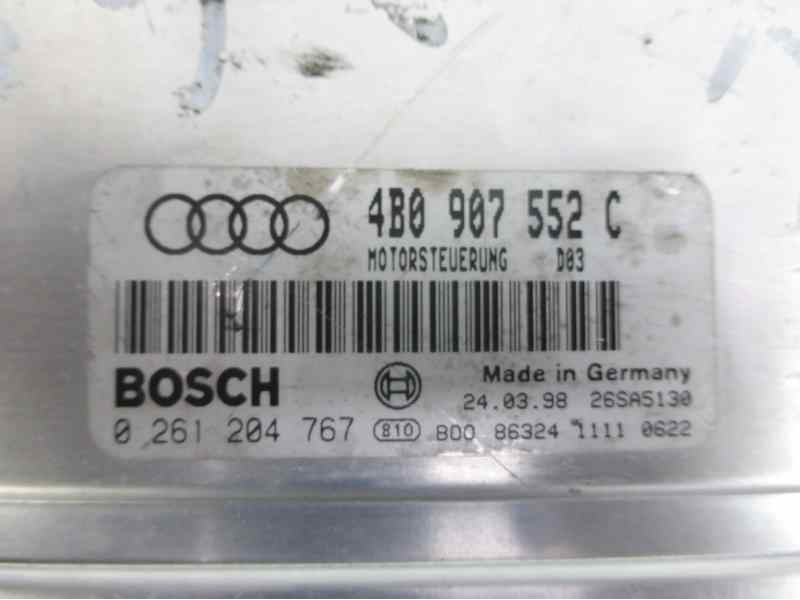 4B0 907 552 C
MOTORSTEUERUNG D03
BOSCH
Made in Germany
24.03.98 26SA5130
0 261 204 767 810 8D0 86324 1111 0622